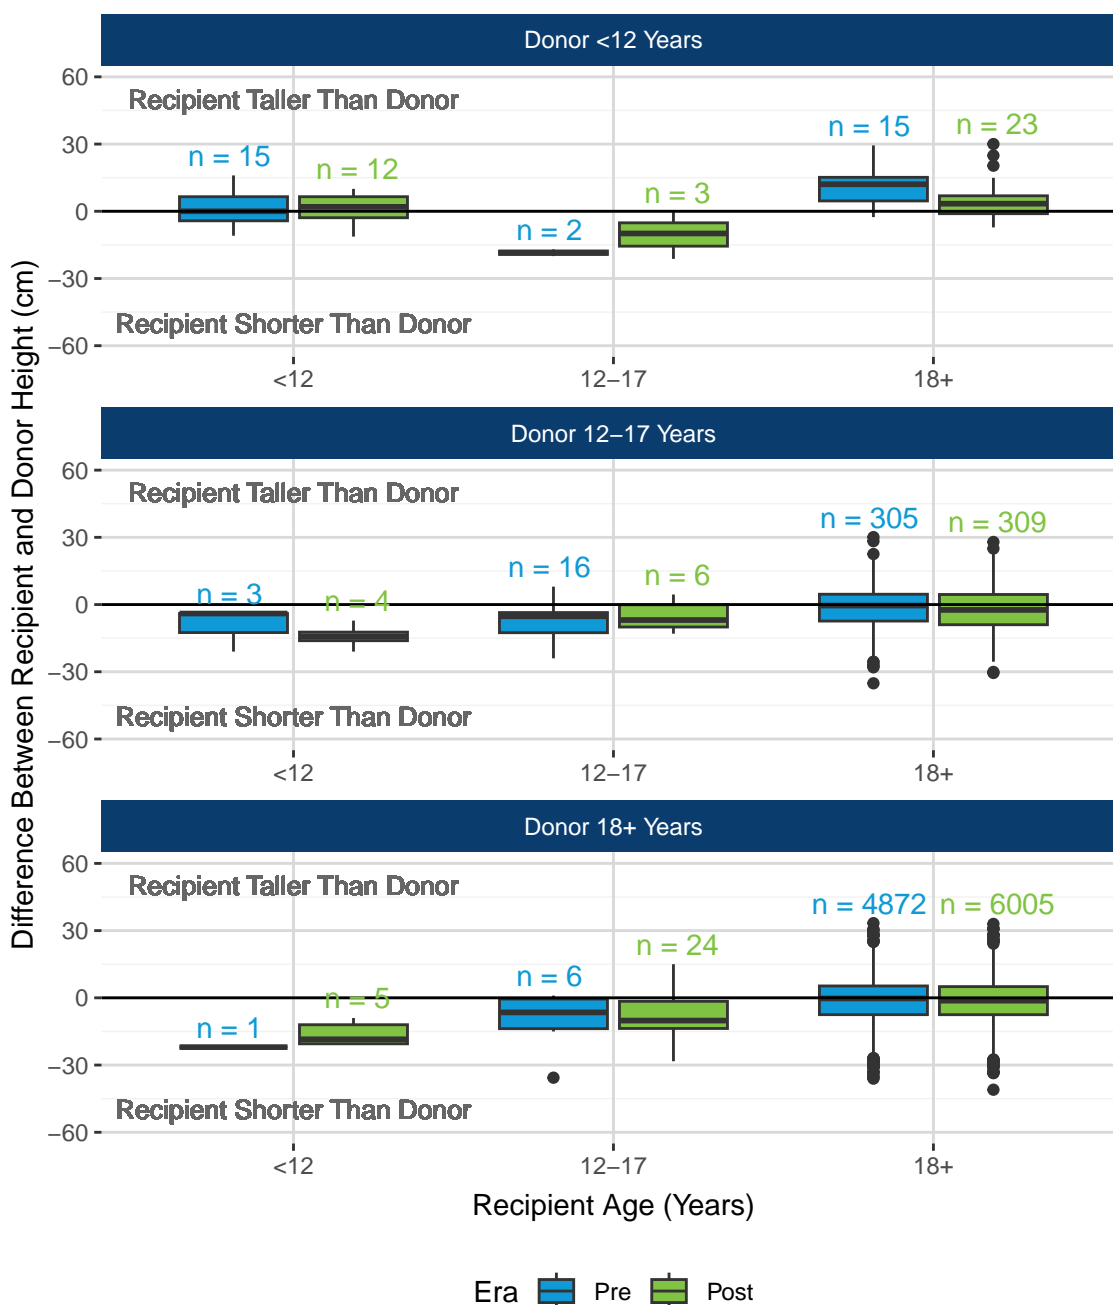 Donor <12 Years
60
Recipient Taller Than Donor
n = 15
n = 23
30
n = 15
n = 12
n = 3
0
n = 2
−30
Recipient Shorter Than Donor
−60
<12
12−17
18+
Donor 12−17 Years
60
Recipient Taller Than Donor
n = 305
n = 309
30
n = 16
n = 6
n = 3
n = 4
0
−30
Recipient Shorter Than Donor
−60
<12
12−17
18+
Donor 18+ Years
60
Recipient Taller Than Donor
n = 4872
n = 6005
30
n = 24
n = 6
0
n = 5
n = 1
−30
Recipient Shorter Than Donor
−60
<12
12−17
18+
Difference Between Recipient and Donor Height (cm)
Recipient Age (Years)
Era Pre Post